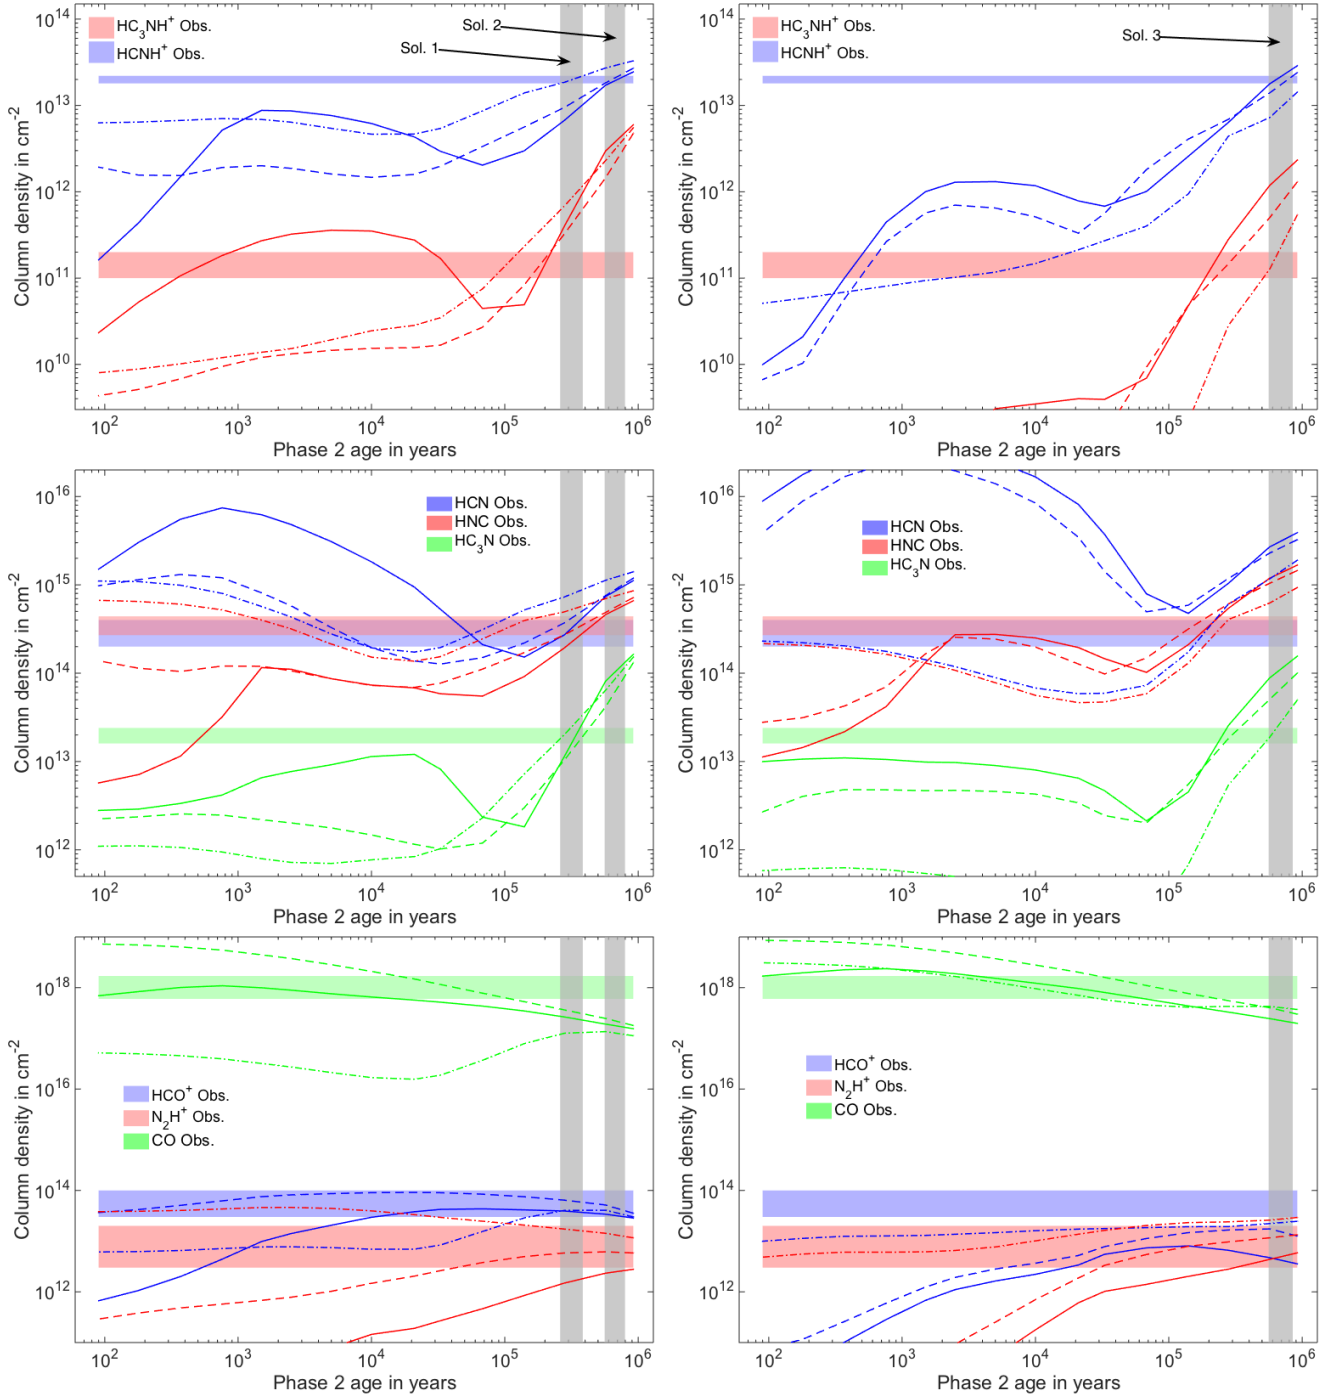 HC3NH+ Obs.
HCNH+ Obs.
Sol. 1
Sol. 2
10^14
10^13
10^12
10^11
10^10
Column density in cm-2
10^2 10^3 10^4 10^5 10^6
Phase 2 age in years
HC3NH+ Obs.
HCNH+ Obs.
Sol. 3
10^14
10^13
10^12
10^11
10^10
Column density in cm-2
10^2 10^3 10^4 10^5 10^6
Phase 2 age in years
HCN Obs.
HNC Obs.
HC3N Obs.
10^16
10^15
10^14
10^13
10^12
Column density in cm-2
10^2 10^3 10^4 10^5 10^6
Phase 2 age in years
HCN Obs.
HNC Obs.
HC3N Obs.
10^16
10^15
10^14
10^13
10^12
Column density in cm-2
10^2 10^3 10^4 10^5 10^6
Phase 2 age in years
HCO+ Obs.
N2H+ Obs.
CO Obs.
10^18
10^16
10^14
10^12
Column density in cm-2
10^2 10^3 10^4 10^5 10^6
Phase 2 age in years
HCO+ Obs.
N2H+ Obs.
CO Obs.
10^18
10^16
10^14
10^12
Column density in cm-2
10^2 10^3 10^4 10^5 10^6
Phase 2 age in years